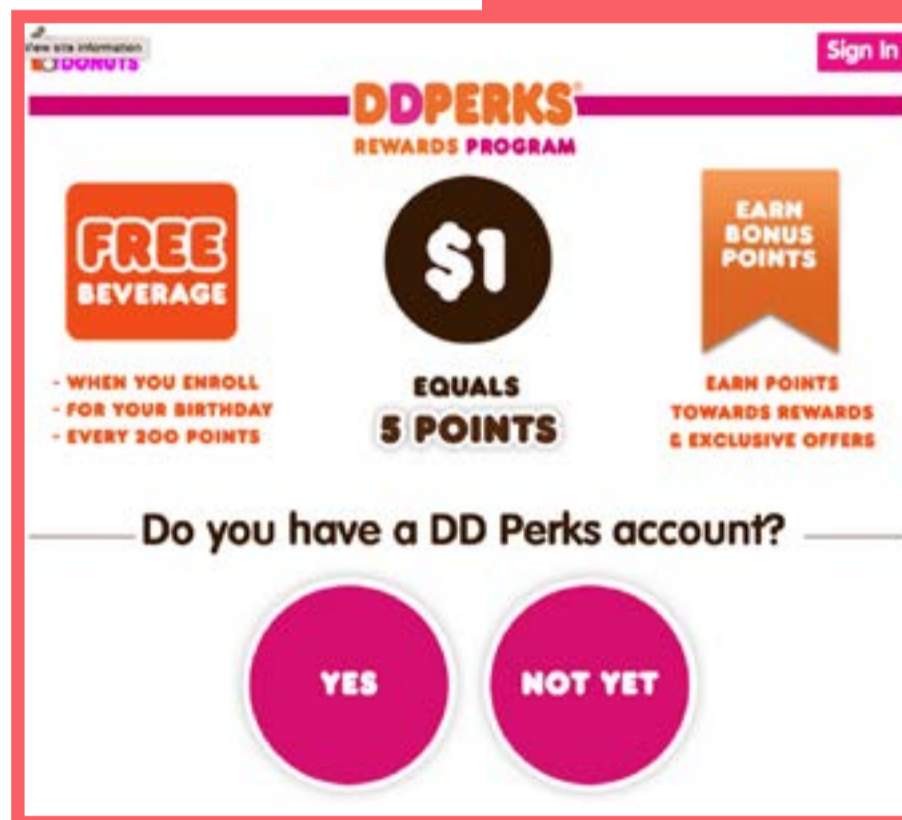 View site information
DONUTS
Sign In
DDPERKS®
REWARDS PROGRAM
FREE
BEVERAGE
- WHEN YOU ENROLL
- FOR YOUR BIRTHDAY
- EVERY 200 POINTS
$1
EQUALS
5 POINTS
EARN
BONUS
POINTS
EARN POINTS
TOWARDS REWARDS
& EXCLUSIVE OFFERS
Do you have a DD Perks account?
YES
NOT YET